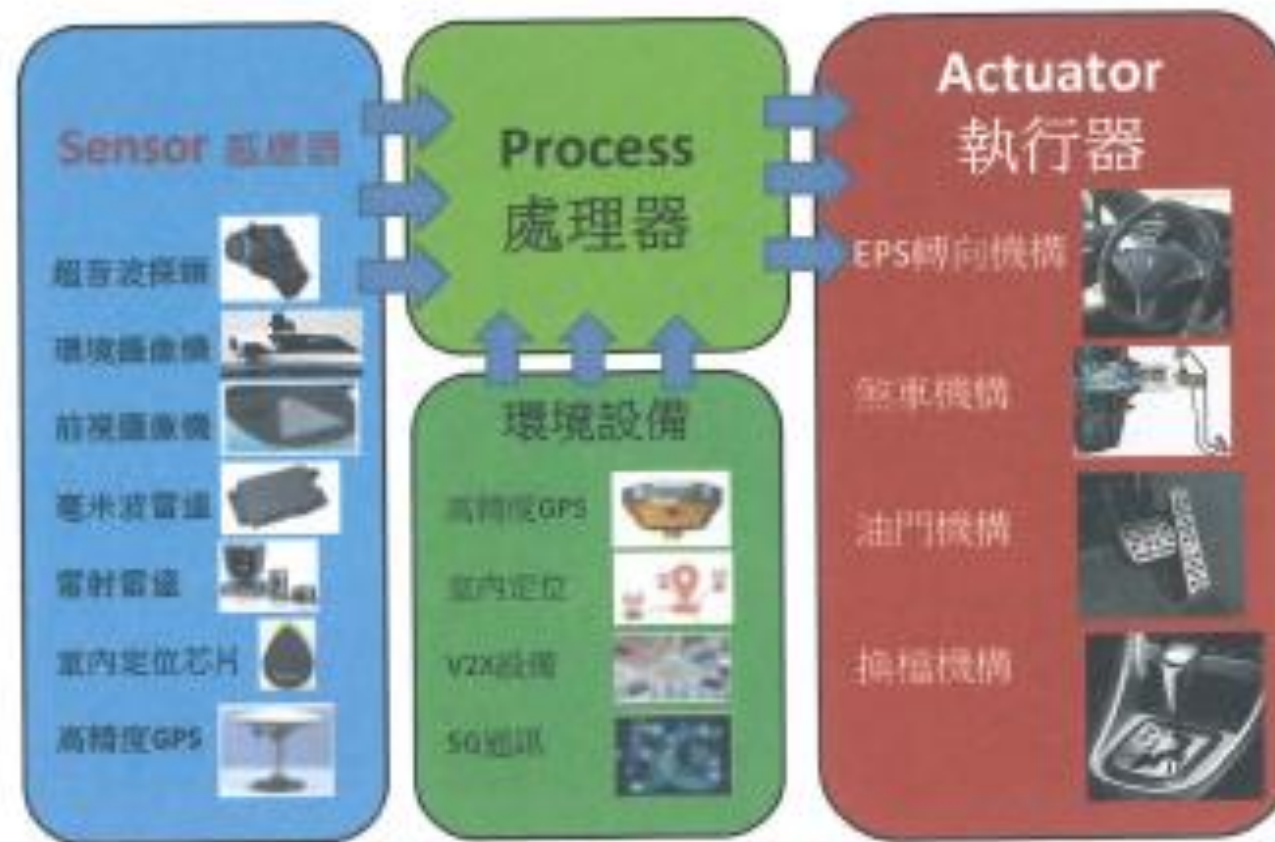 Sensor 感應器
超音波探頭
環境攝像機
前視攝像機
毫米波雷達
雷射雷達
室內定位芯片
高精度GPS
Process
處理器
環境設備
高精度GPS
室內定位
V2X設備
5G通訊
Actuator
執行器
EPS轉向機構
煞車機構
油門機構
換檔機構